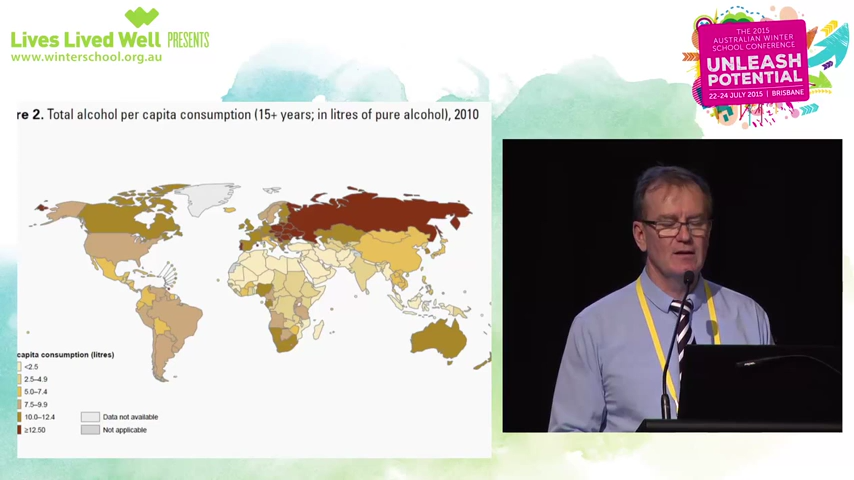 Lives Lived Well PRESENTS
www.winterschool.org.au
THE 2015
AUSTRALIAN WINTER
SCHOOL CONFERENCE
UNLEASH
POTENTIAL
22-24 JULY 2015 | BRISBANE
re 2. Total alcohol per capita consumption (15+ years; in litres of pure alcohol), 2010
capita consumption (litres)
<2.5
2.5–4.9
5.0–7.4
7.5–9.9
10.0–12.4
≥12.50
Data not available
Not applicable